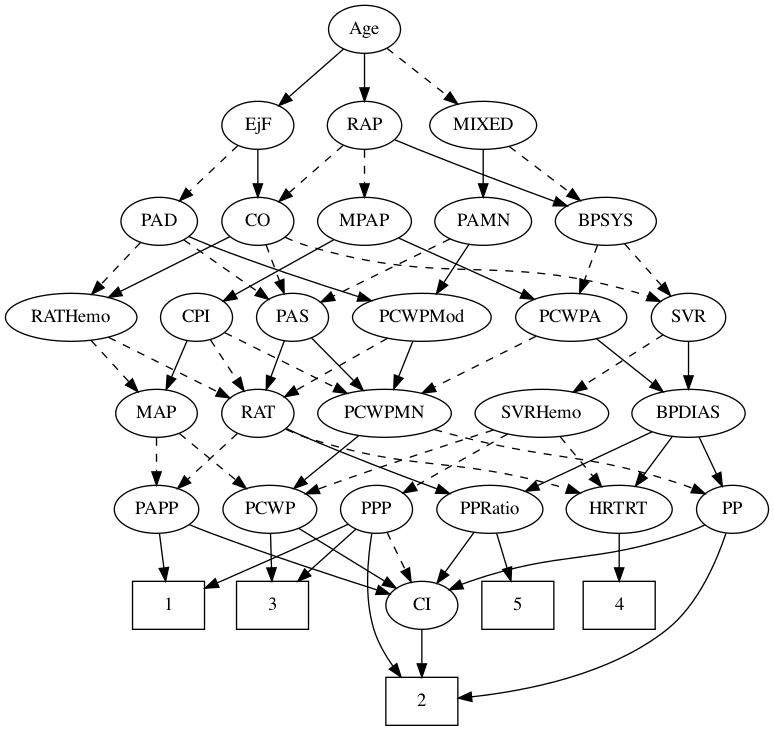 Age
EjF
RAP
MIXED
PAD
CO
MPAP
PAMN
BPSYS
RATHemo
CPI
PAS
PCWPMod
PCWPA
SVR
MAP
RAT
PCWPMN
SVRHemo
BPDIAS
PAPP
PCWP
PPP
PPRatio
HRTRT
PP
1
3
CI
5
4
2